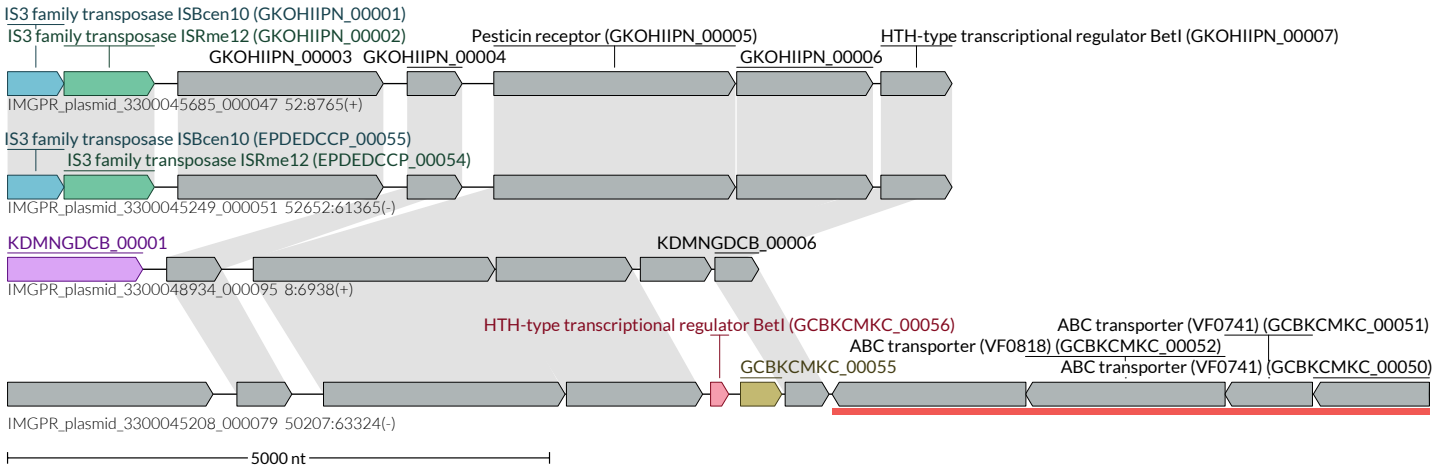 IS3 family transposase ISBcen10 (GKOHIIPN_00001)
IS3 family transposase ISRme12 (GKOHIIPN_00002)
Pesticin receptor (GKOHIIPN_00005)
HTH-type transcriptional regulator BetI (GKOHIIPN_00007)
GKOHIIPN_00003
GKOHIIPN_00004
GKOHIIPN_00006
IMGPR_plasmid_3300045685_000047 52:8765(+)
IS3 family transposase ISBcen10 (EPDEDCCP_00055)
IS3 family transposase ISRme12 (EPDEDCCP_00054)
IMGPR_plasmid_3300045249_000051 52652:61365(-)
KDMNGDCB_00001
KDMNGDCB_00006
IMGPR_plasmid_3300048934_000095 8:6938(+)
HTH-type transcriptional regulator BetI (GCBKCMKC_00056)
ABC transporter (VF0741) (GCBKCMKC_00051)
ABC transporter (VF0818) (GCBKCMKC_00052)
GCBKCMKC_00055
ABC transporter (VF0741) (GCBKCMKC_00050)
IMGPR_plasmid_3300045208_000079 50207:63324(-)
5000 nt